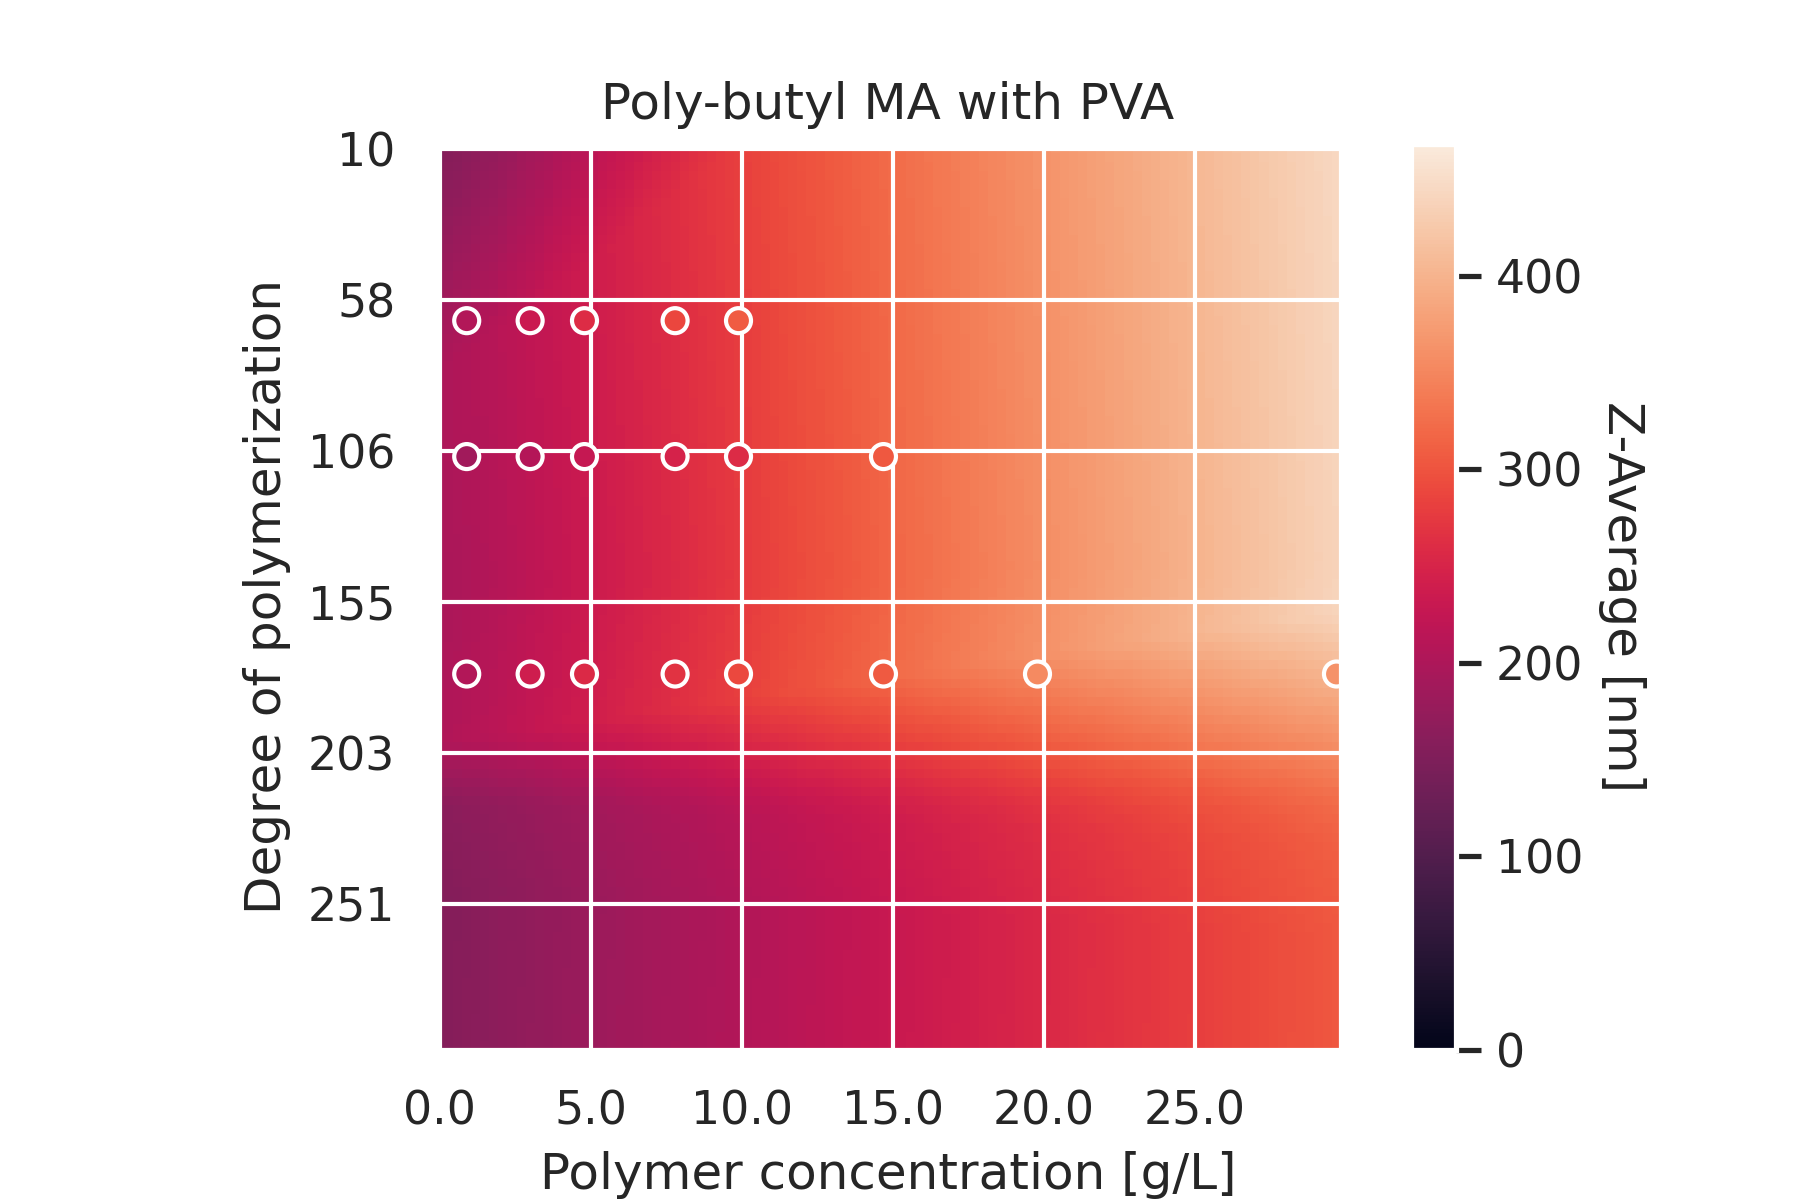 Poly-butyl MA with PVA
Degree of polymerization
10
58
106
155
203
251
0.0 5.0 10.0 15.0 20.0 25.0
Polymer concentration [g/L]
400
300
200
100
0
Z-Average [nm]